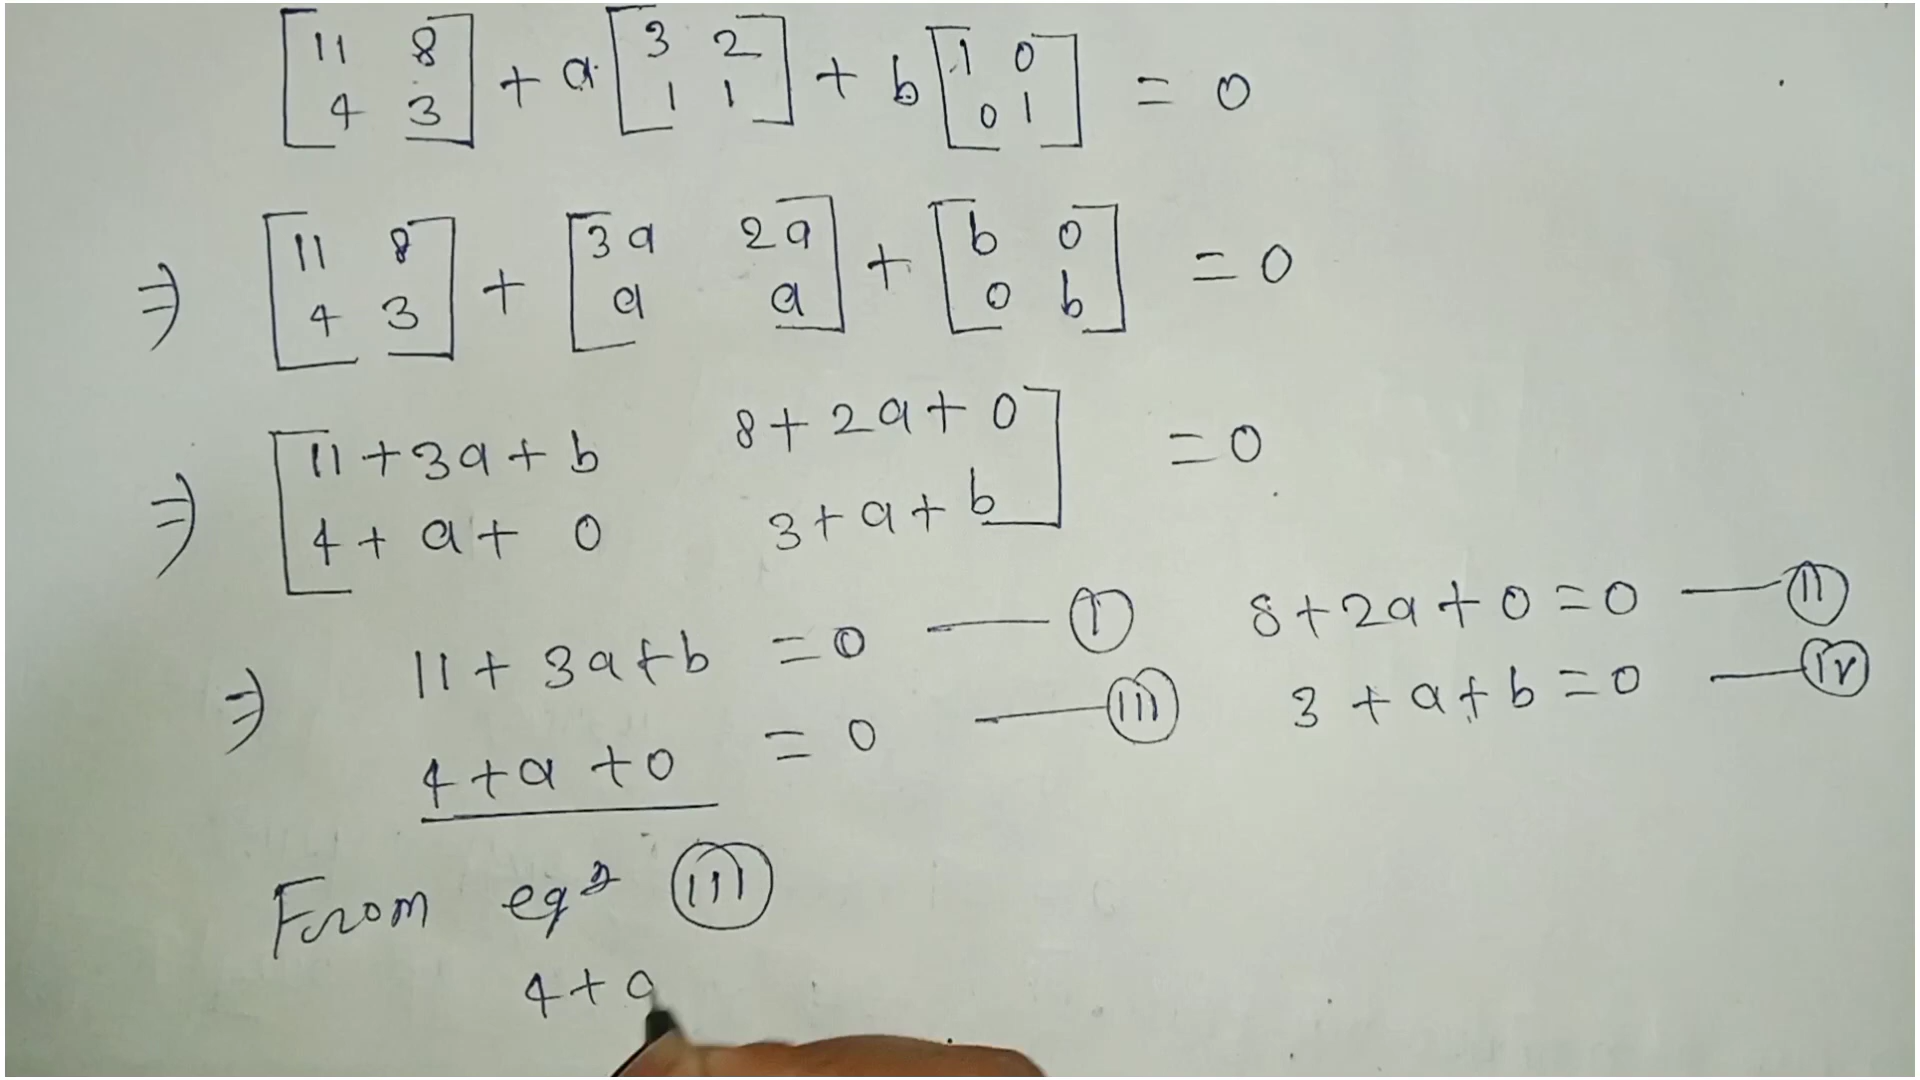 [11 8] + a [3 2] + b [1 0] = 0
[4 3] [1 1] [0 1]
⇒ [11 8] + [3a 2a] + [b 0] = 0
[4 3] [a a] [0 b]
⇒ [11+3a+b 8+2a+0] = 0
[4+a+0 3+a+b]
⇒ 11+3a+b = 0 — (I) 8+2a+0=0 — (II)
4+a+0 = 0 — (III) 3+a+b=0 — (IV)
From eqⁿ (III)
4+a